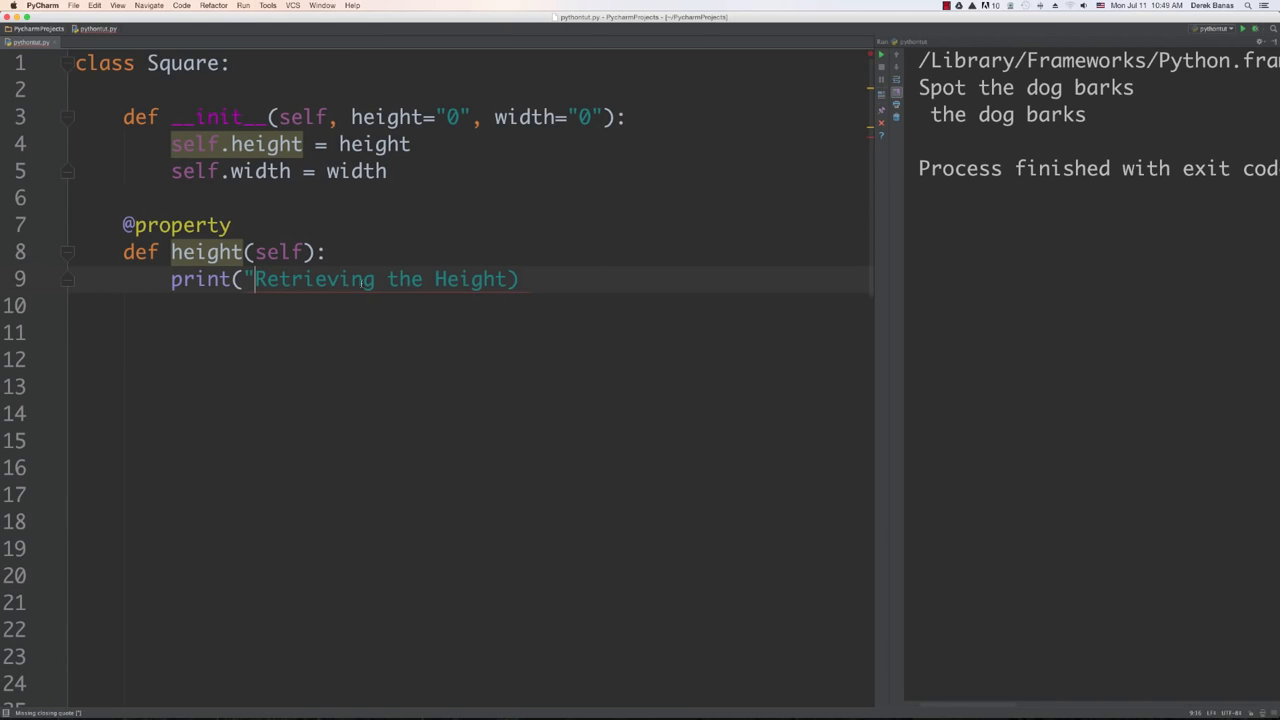 PyCharm File Edit View Navigate Code Refactor Run Tools VCS Window Help
10 Mon Jul 11 10:49 AM Derek Banas
pythontut.py - PycharmProjects - [~/PycharmProjects]
PycharmProjects pythontut.py
pythontut
pythontut.py
Run pythontut
1 class Square:
2
3 def __init__(self, height="0", width="0"):
4 self.height = height
5 self.width = width
6
7 @property
8 def height(self):
9 print("Retrieving the Height)
10
11
12
13
14
15
16
17
18
19
20
21
22
23
24
/Library/Frameworks/Python.fra
Spot the dog barks
the dog barks
Process finished with exit cod
Missing closing quote ["]
9:16 LF÷ UTF-8÷